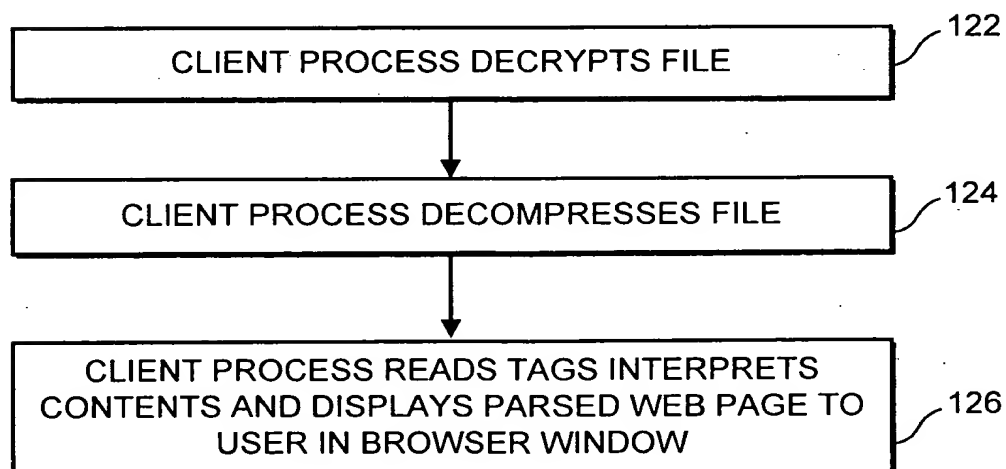 122
CLIENT PROCESS DECRYPTS FILE
124
CLIENT PROCESS DECOMPRESSES FILE
CLIENT PROCESS READS TAGS INTERPRETS
CONTENTS AND DISPLAYS PARSED WEB PAGE TO
USER IN BROWSER WINDOW
126